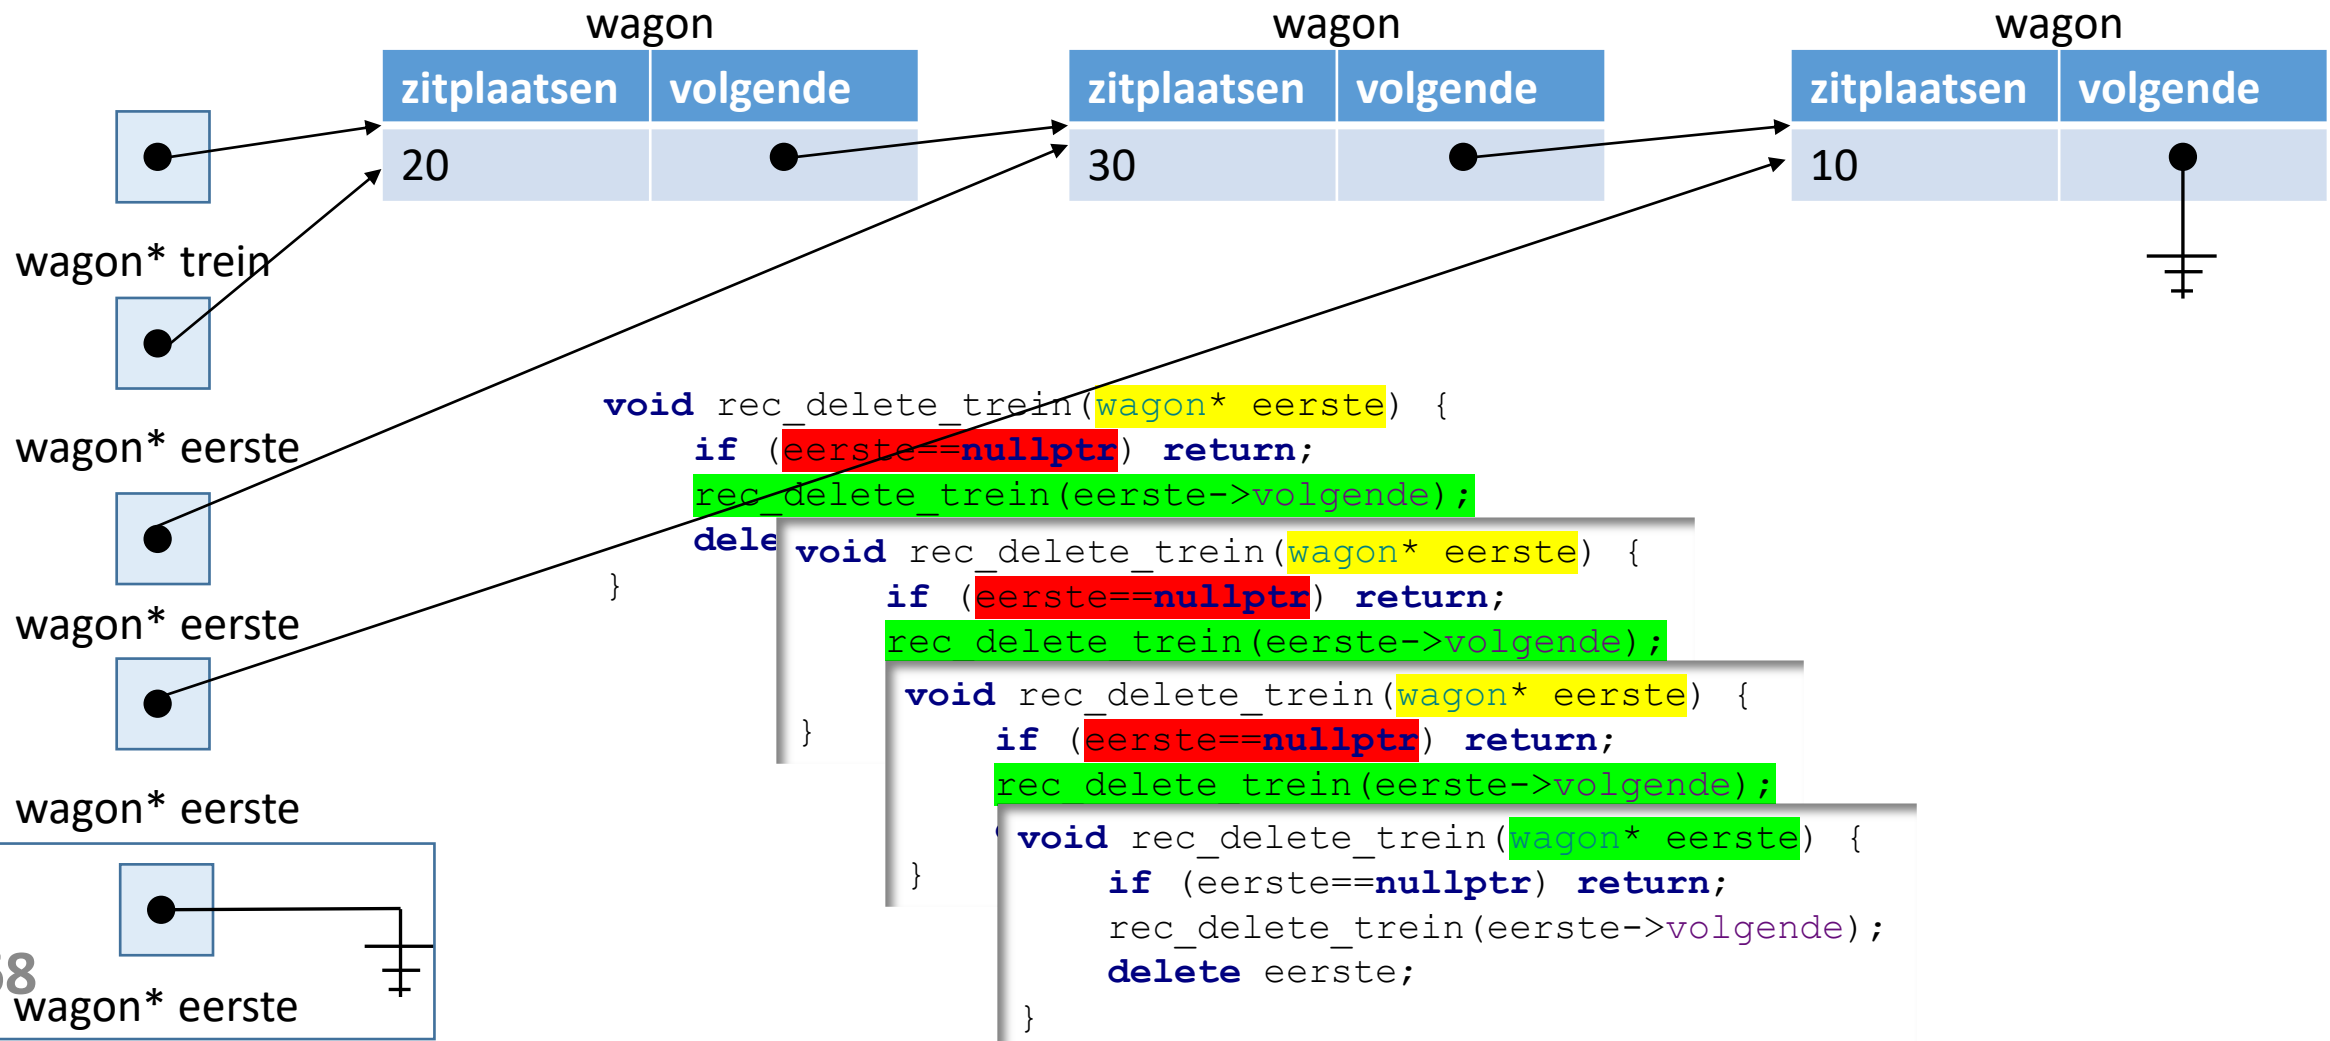 wagon
zitplaatsen volgende
20
wagon
zitplaatsen volgende
30
wagon
zitplaatsen volgende
10
wagon* trein
wagon* eerste
wagon* eerste
wagon* eerste
wagon* eerste
void rec_delete_trein(wagon* eerste) {
if (eerste==nullptr) return;
rec_delete_trein(eerste->volgende);
}
void rec_delete_trein(wagon* eerste) {
if (eerste==nullptr) return;
rec_delete_trein(eerste->volgende);
}
void rec_delete_trein(wagon* eerste) {
if (eerste==nullptr) return;
rec_delete_trein(eerste->volgende);
}
void rec_delete_trein(wagon* eerste) {
if (eerste==nullptr) return;
rec_delete_trein(eerste->volgende);
delete eerste;
}